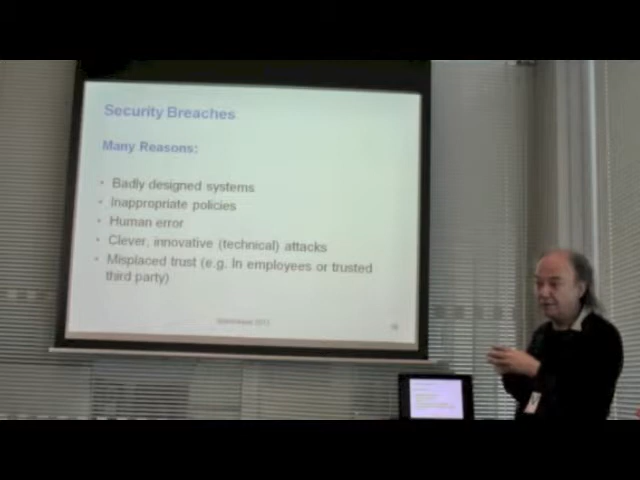 Security Breaches
Many Reasons:
• Badly designed systems
• Inappropriate policies
• Human error
• Clever, innovative (technical) attacks
• Misplaced trust (e.g. In employees or trusted
third party)